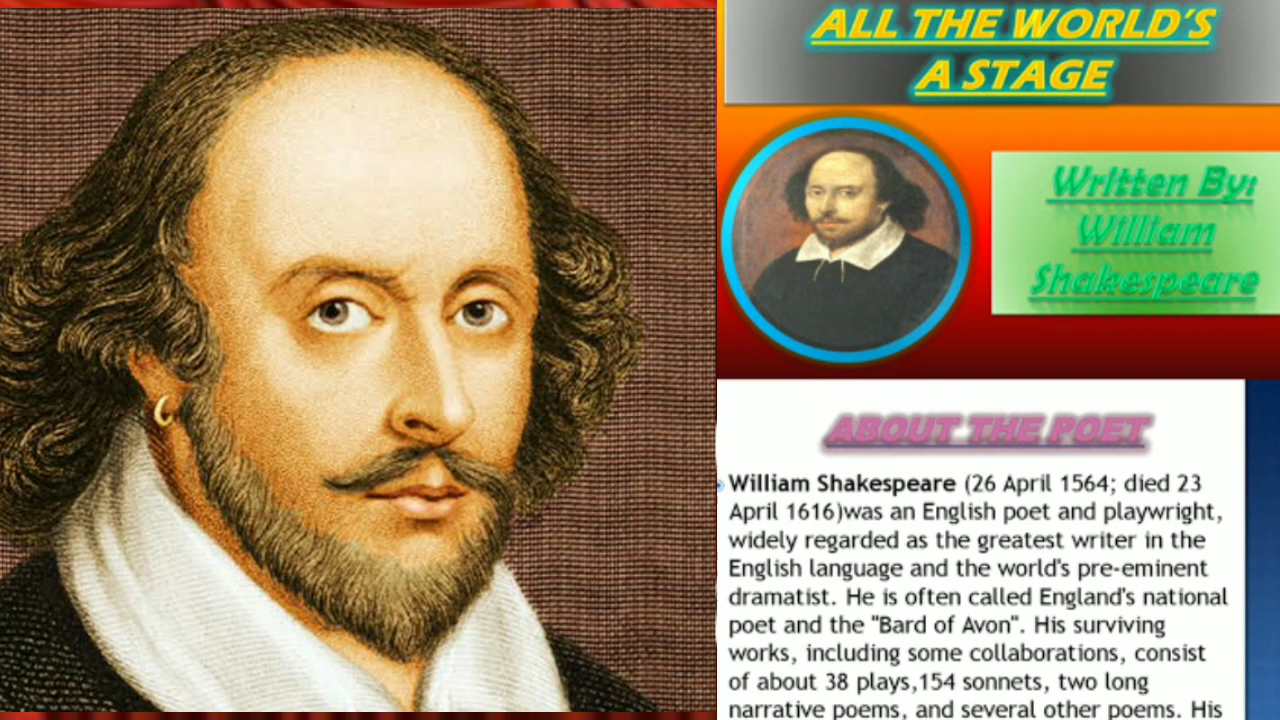 ALL THE WORLD'S
A STAGE
Written By:
William
Shakespeare
ABOUT THE POET
William Shakespeare (26 April 1564; died 23
April 1616)was an English poet and playwright,
widely regarded as the greatest writer in the
English language and the world's pre-eminent
dramatist. He is often called England's national
poet and the "Bard of Avon". His surviving
works, including some collaborations, consist
of about 38 plays,154 sonnets, two long
narrative poems, and several other poems. His